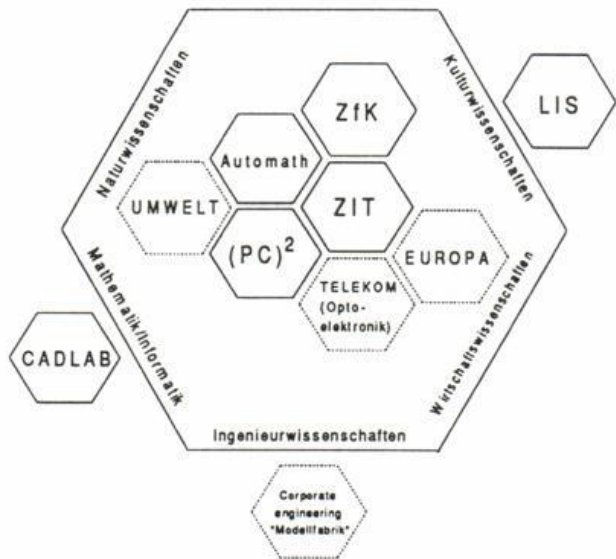 Naturwissenschaften
Kulturwissenschaften
LIS
ZfK
Automath
UMWELT
ZIT
(PC)²
EUROPA
TELEKOM
(Opto-
elektronik)
Mathematik/Informatik
Wirtschaftswissenschaften
CADLAB
Ingenieurwissenschaften
Corporate
engineering
"Modellfabrik"